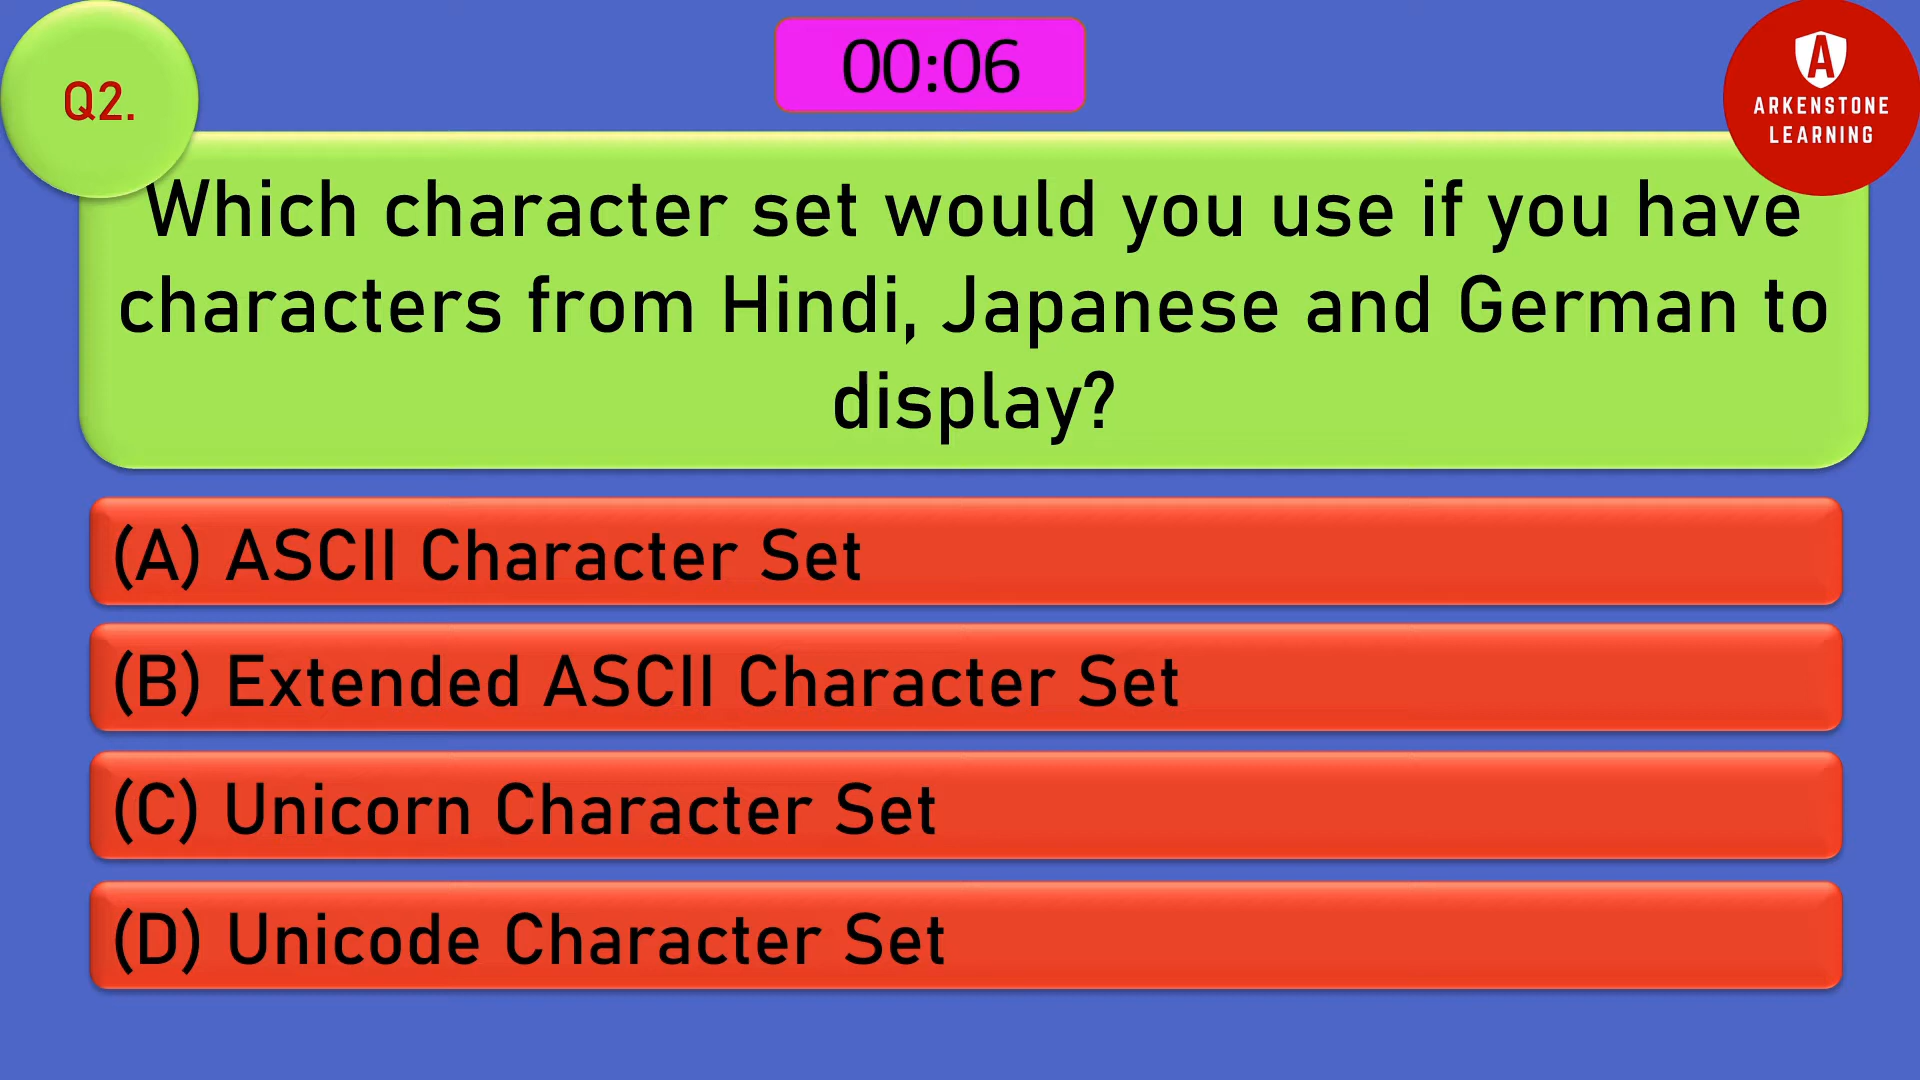 Q2.
00:06
ARKENSTONE
LEARNING
Which character set would you use if you have
characters from Hindi, Japanese and German to
display?
(A) ASCII Character Set
(B) Extended ASCII Character Set
(C) Unicorn Character Set
(D) Unicode Character Set